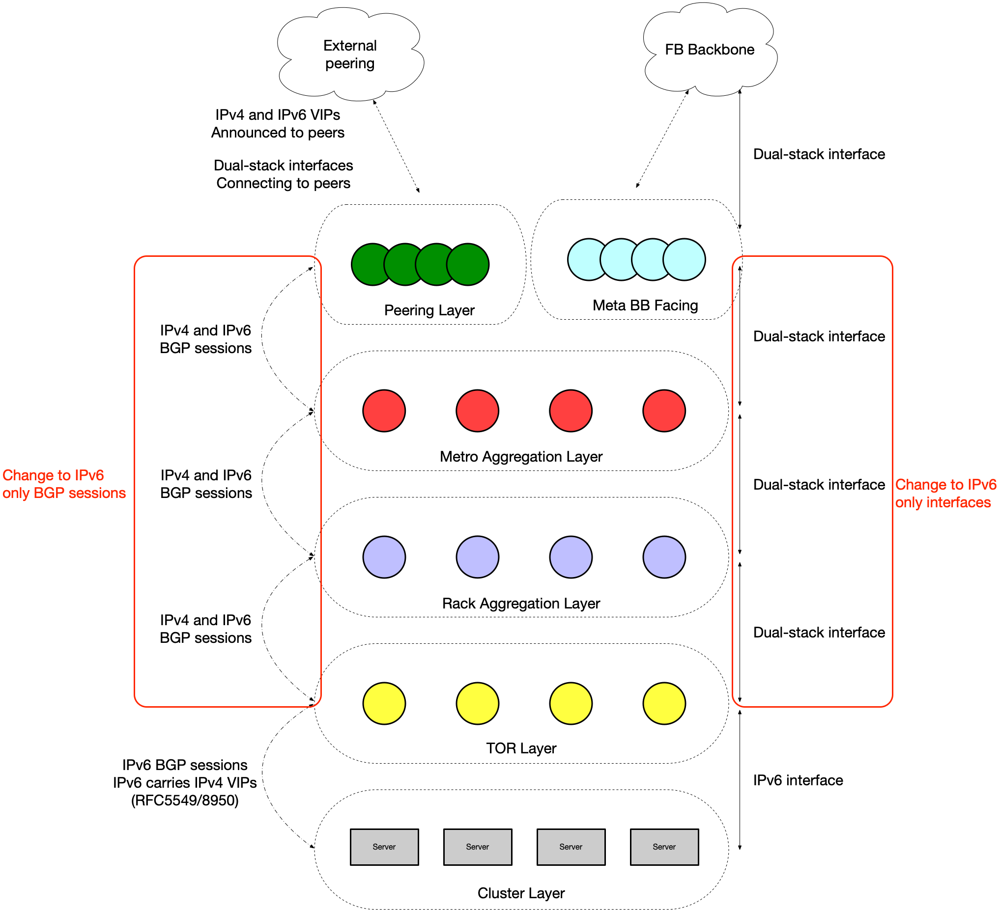 External
peering
FB Backbone
IPv4 and IPv6 VIPs
Announced to peers
Dual-stack interface
Dual-stack interfaces
Connecting to peers
Peering Layer
Meta BB Facing
IPv4 and IPv6
BGP sessions
Dual-stack interface
Metro Aggregation Layer
Change to IPv6
only BGP sessions
IPv4 and IPv6
BGP sessions
Dual-stack interface
Change to IPv6
only interfaces
Rack Aggregation Layer
IPv4 and IPv6
BGP sessions
Dual-stack interface
TOR Layer
IPv6 BGP sessions
IPv6 carries IPv4 VIPs
(RFC5549/8950)
IPv6 interface
Server
Server
Server
Server
Cluster Layer